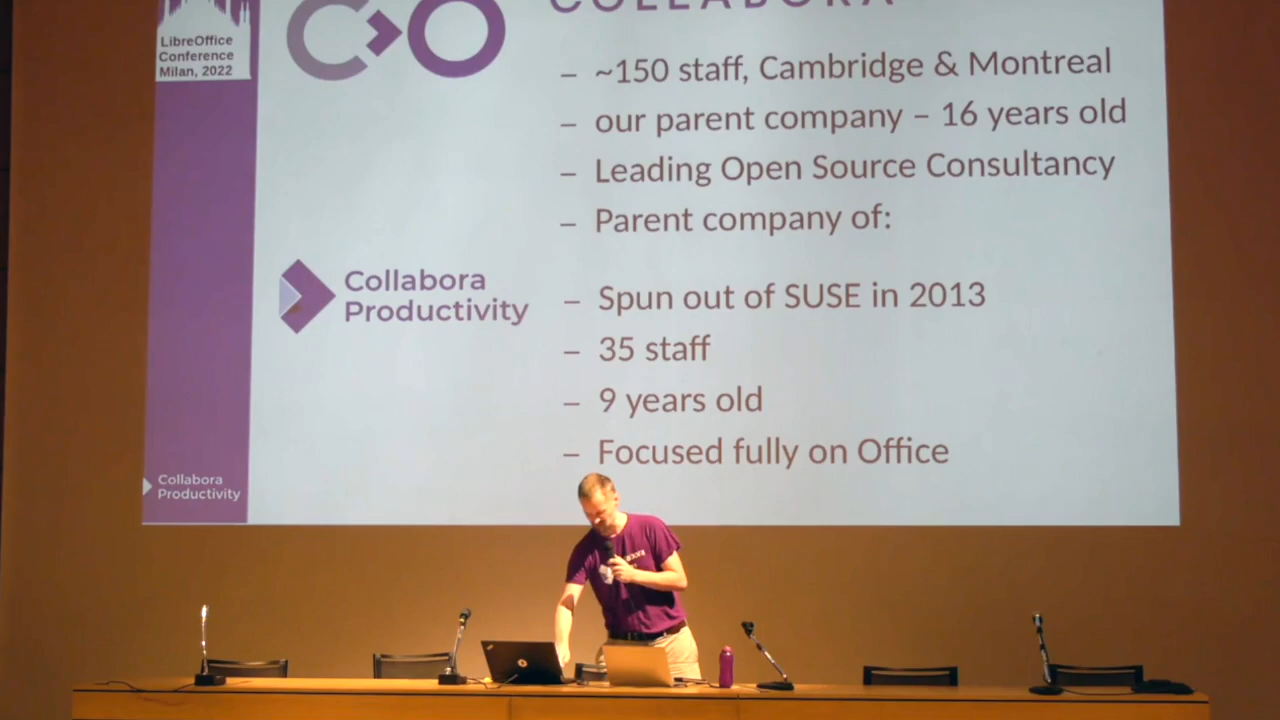 LibreOffice
Conference
Milan, 2022
COLLABORA
– ~150 staff, Cambridge & Montreal
– our parent company – 16 years old
– Leading Open Source Consultancy
– Parent company of:
Collabora
Productivity
– Spun out of SUSE in 2013
– 35 staff
– 9 years old
– Focused fully on Office
Collabora
Productivity